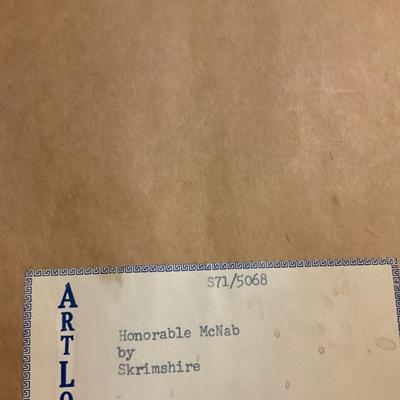 S71/5068
ART LO
Honorable McNab
by
Skrimshire